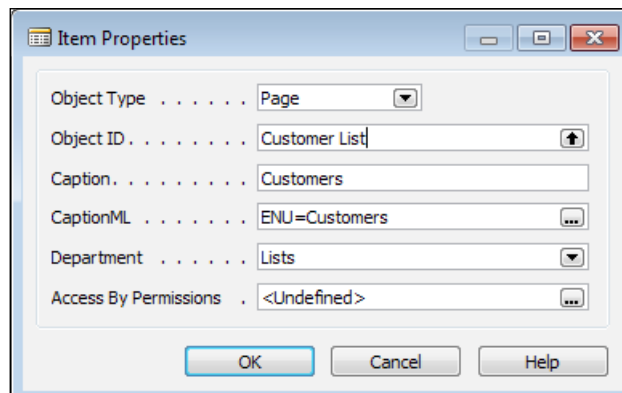 Item Properties
Object Type . . . . . . Page
Object ID. . . . . . . . Customer List
Caption. . . . . . . . . Customers
CaptionML . . . . . . . ENU=Customers
Department . . . . . . Lists
Access By Permissions . <Undefined>
OK Cancel Help